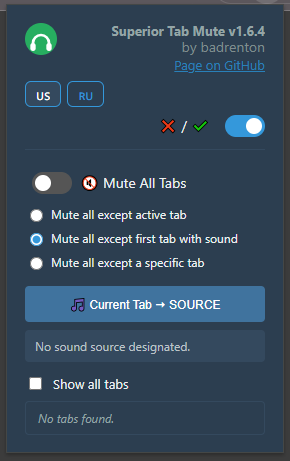 Superior Tab Mute v1.6.4
by badrenton
Page on GitHub
US RU
/
Mute All Tabs
Mute all except active tab
Mute all except first tab with sound
Mute all except a specific tab
Current Tab → SOURCE
No sound source designated.
Show all tabs
No tabs found.